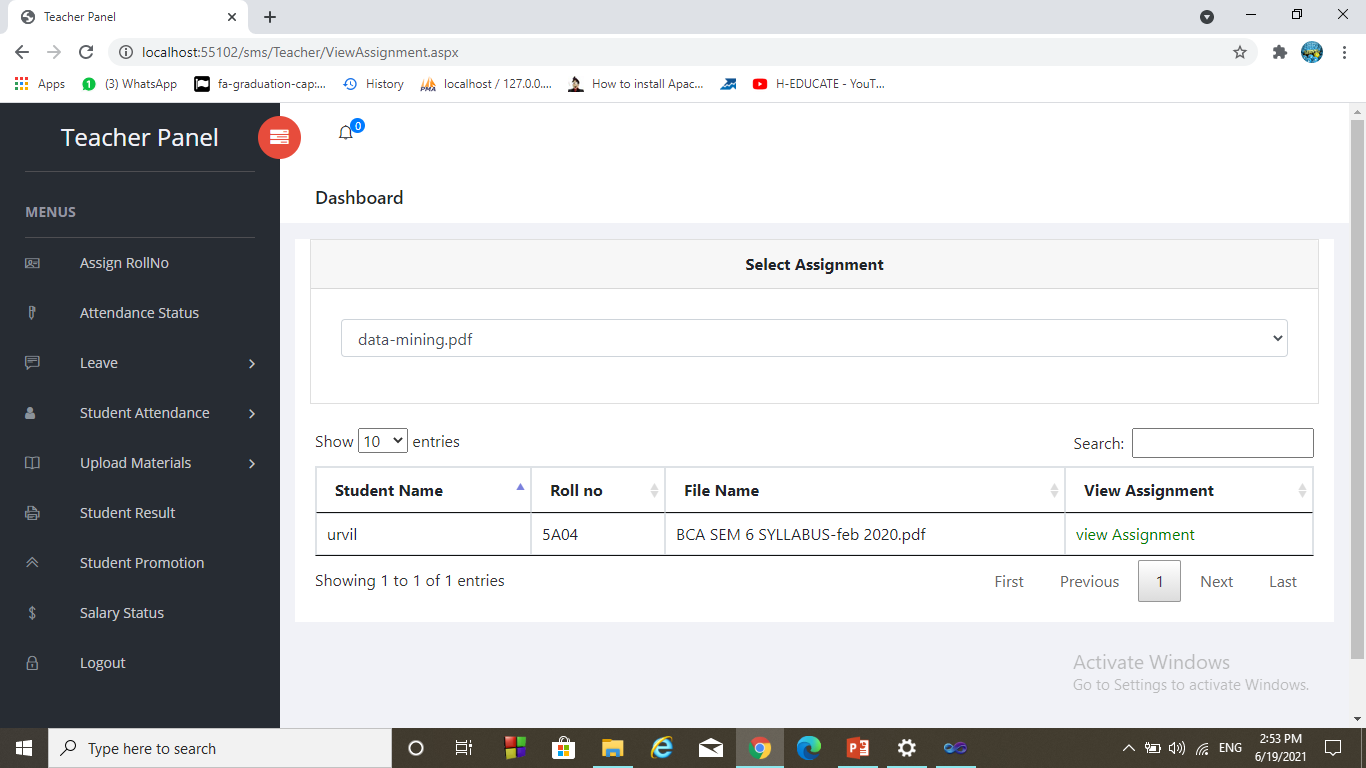 Teacher Panel
localhost:55102/sms/Teacher/ViewAssignment.aspx
Apps
1
(3) WhatsApp
fa-graduation-cap:...
History
PMA
localhost / 127.0.0....
How to install Apac...
H-EDUCATE - YouT...
Teacher Panel
0
Dashboard
MENUS
Assign RollNo
Attendance Status
Leave
Student Attendance
Upload Materials
Student Result
Student Promotion
Salary Status
Logout
Select Assignment
data-mining.pdf
Show 10 entries
Search:
Student Name Roll no File Name View Assignment
urvil 5A04 BCA SEM 6 SYLLABUS-feb 2020.pdf view Assignment
Showing 1 to 1 of 1 entries
First Previous 1 Next Last
Activate Windows
Go to Settings to activate Windows.
Type here to search
ENG
2:53 PM
6/19/2021